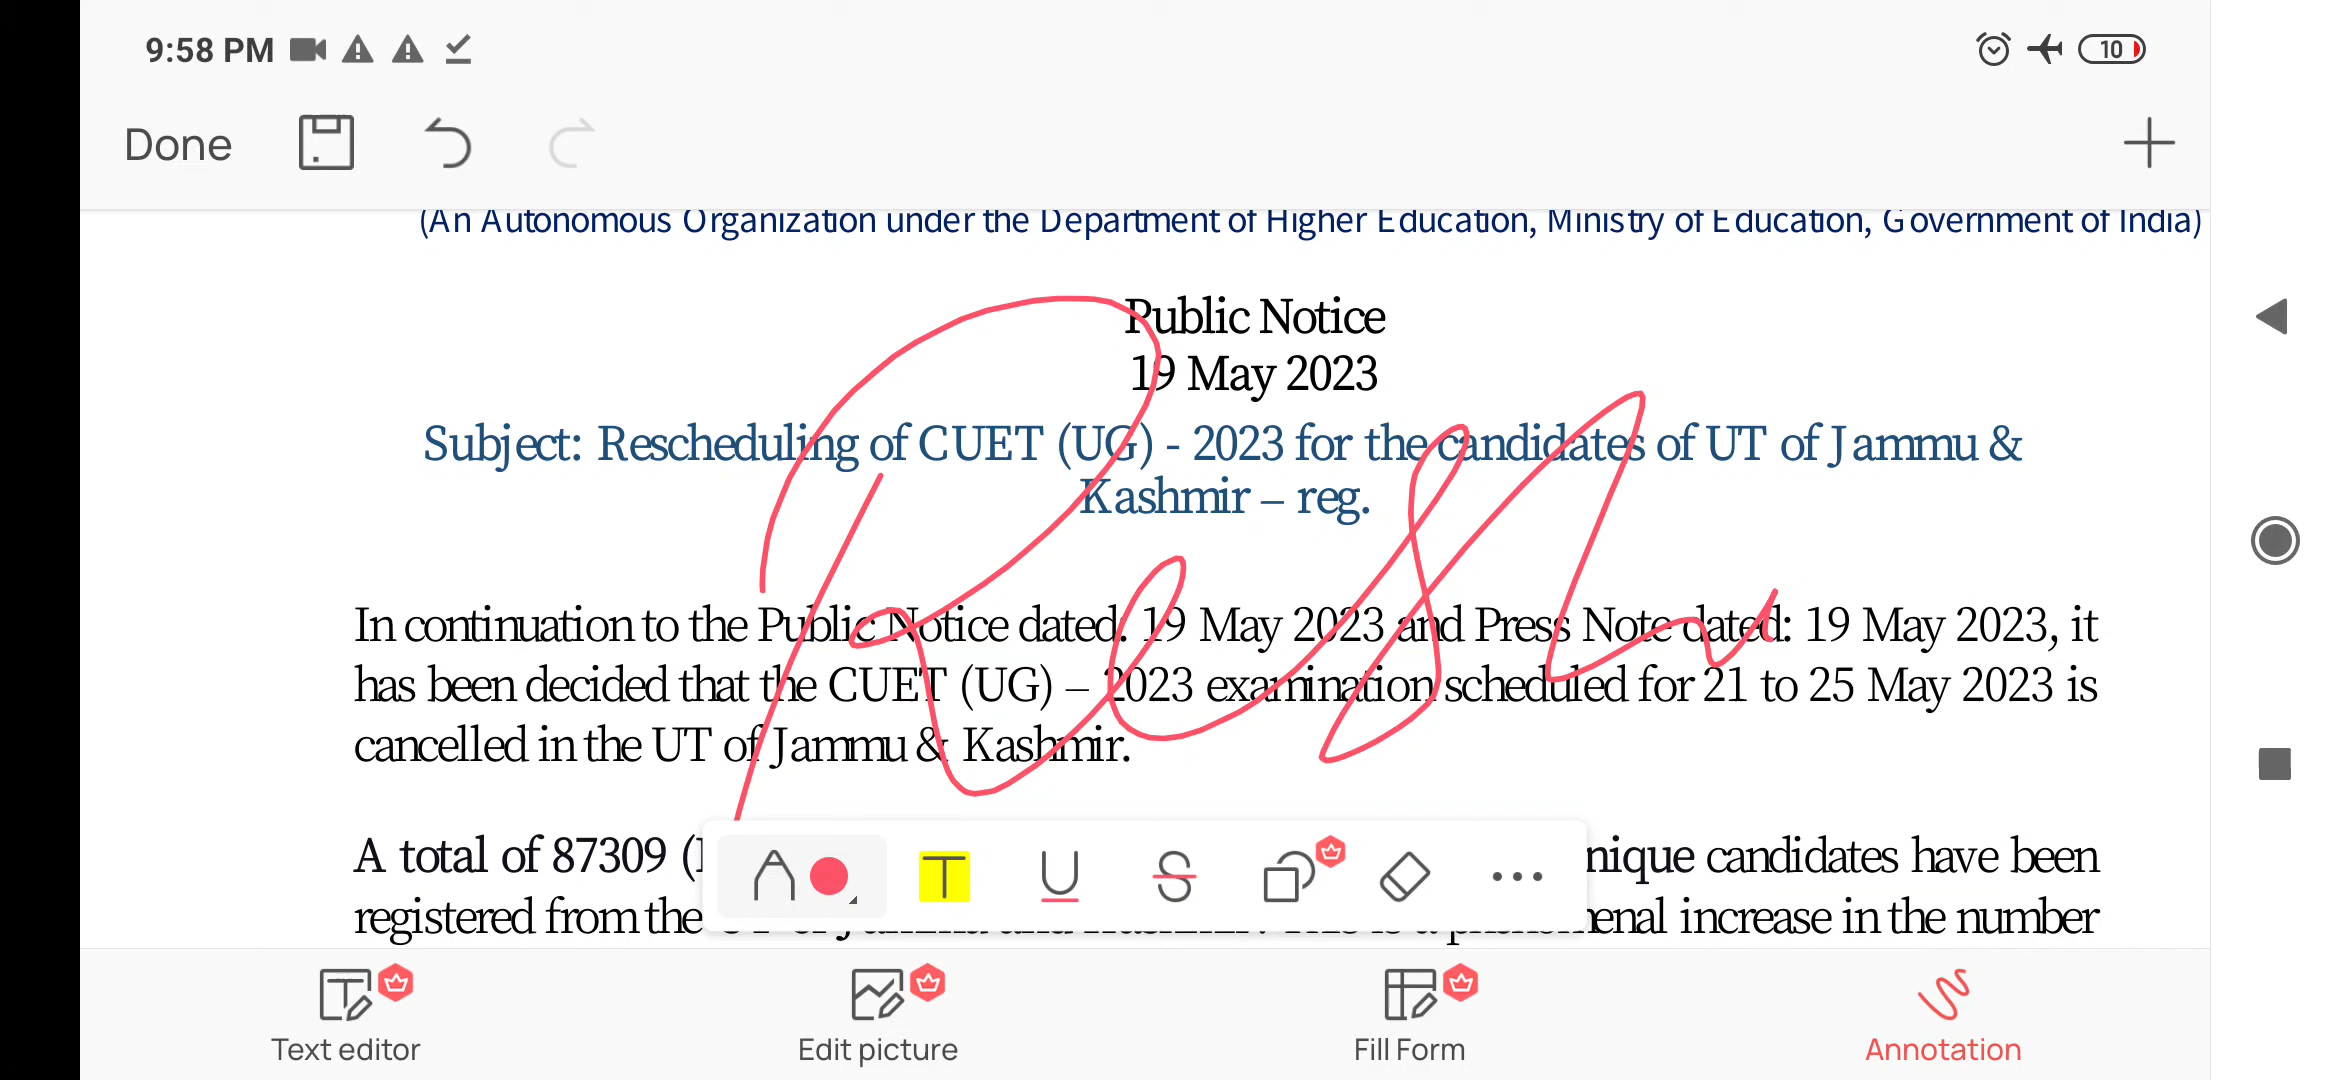 9:58 PM
10
Done
(An Autonomous Organization under the Department of Higher Education, Ministry of Education, Government of India)
Public Notice
19 May 2023
Subject: Rescheduling of CUET (UG) - 2023 for the candidates of UT of Jammu &
Kashmir – reg.
In continuation to the Public Notice dated: 19 May 2023 and Press Note dated: 19 May 2023, it
has been decided that the CUET (UG) – 2023 examination scheduled for 21 to 25 May 2023 is
cancelled in the UT of Jammu & Kashmir.
A total of 87309 ( candidates have been
registered from the increase in the number
Text editor
Edit picture
Fill Form
Annotation